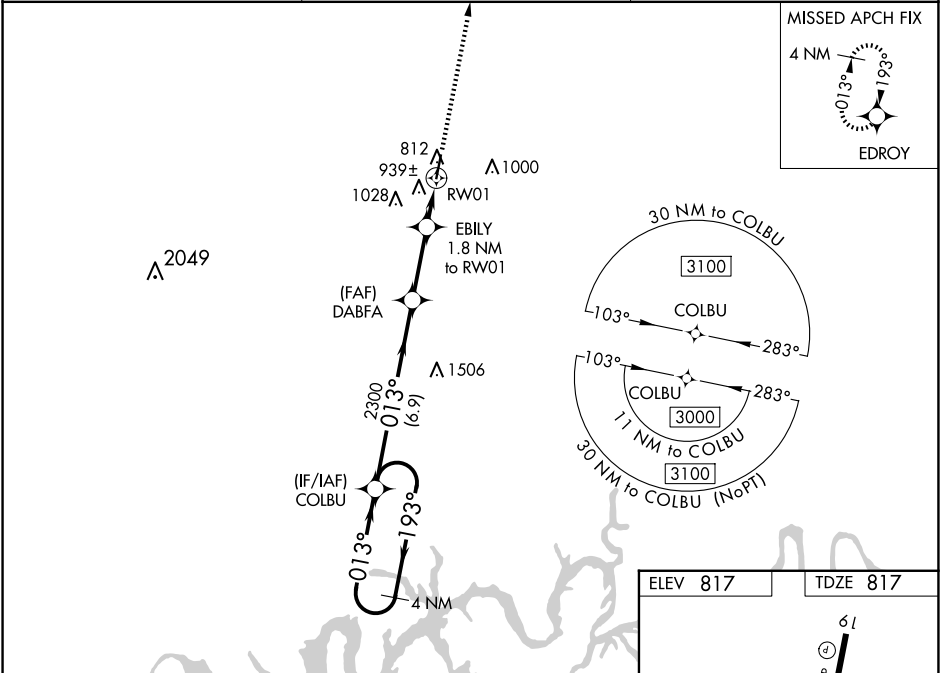 MISSED APCH FIX
4 NM
013°
193°
EDROY
812
939±
1028
1000
RW01
2049
EBILY
1.8 NM
to RW01
(FAF)
DABFA
1506
2300
013°
(6.9)
(IF/IAF)
COLBU
013°
193°
4 NM
30 NM to COLBU
3100
COLBU
103°
283°
103°
283°
COLBU
3000
11 NM to COLBU
3100
30 NM to COLBU (NoPT)
ELEV 817
TDZE 817
19
P